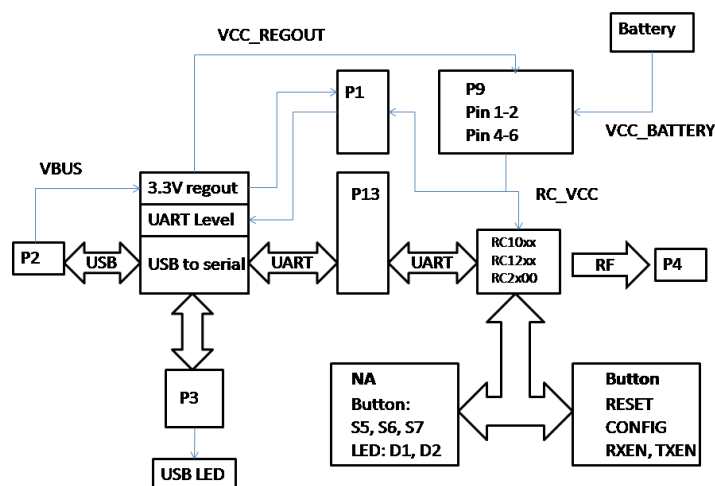 VCC_REGOUT
Battery
P1
P9
Pin 1-2
Pin 4-6
VCC_BATTERY
VBUS
3.3V regout
P13
RC_VCC
UART Level
P2
USB
USB to serial
UART
UART
RC10xx
RC12xx
RC2x00
RF
P4
P3
NA
Button:
S5, S6, S7
LED: D1, D2
Button
RESET
CONFIG
RXEN, TXEN
USB LED